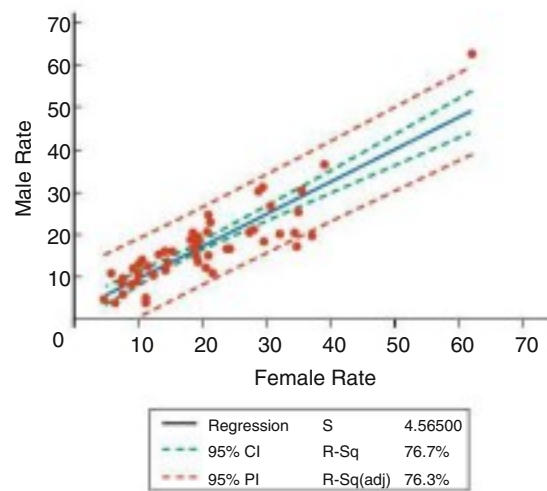 70
60
50
40
30
20
10
0
Male Rate
10 20 30 40 50 60 70
Female Rate
Regression S 4.56500
95% CI R-Sq 76.7%
95% PI R-Sq(adj) 76.3%